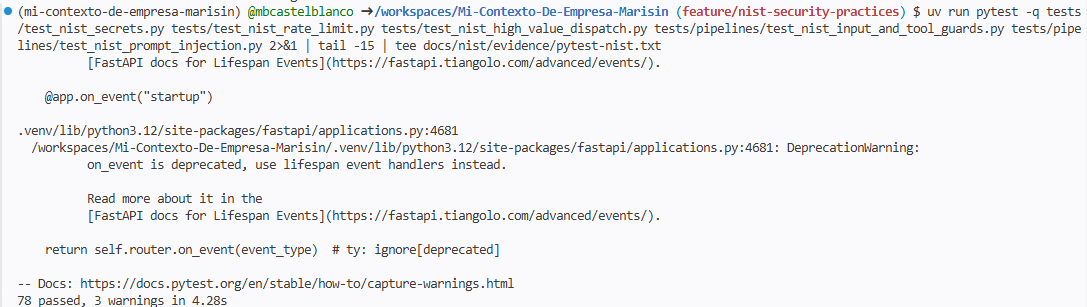 (mi-contexto-de-empresa-marisin) @mbcastelblanco ➜/workspaces/Mi-Contexto-De-Empresa-Marisin (feature/nist-security-practices) $ uv run pytest -q tests
/test_nist_secrets.py tests/test_nist_rate_limit.py tests/test_nist_high_value_dispatch.py tests/pipelines/test_nist_input_and_tool_guards.py tests/pipe
lines/test_nist_prompt_injection.py 2>&1 | tail -15 | tee docs/nist/evidence/pytest-nist.txt
          [FastAPI docs for Lifespan Events](https://fastapi.tiangolo.com/advanced/events/).

    @app.on_event("startup")

.venv/lib/python3.12/site-packages/fastapi/applications.py:4681
  /workspaces/Mi-Contexto-De-Empresa-Marisin/.venv/lib/python3.12/site-packages/fastapi/applications.py:4681: DeprecationWarning:
          on_event is deprecated, use lifespan event handlers instead.

          Read more about it in the
          [FastAPI docs for Lifespan Events](https://fastapi.tiangolo.com/advanced/events/).

    return self.router.on_event(event_type)  # ty: ignore[deprecated]

-- Docs: https://docs.pytest.org/en/stable/how-to/capture-warnings.html
78 passed, 3 warnings in 4.28s